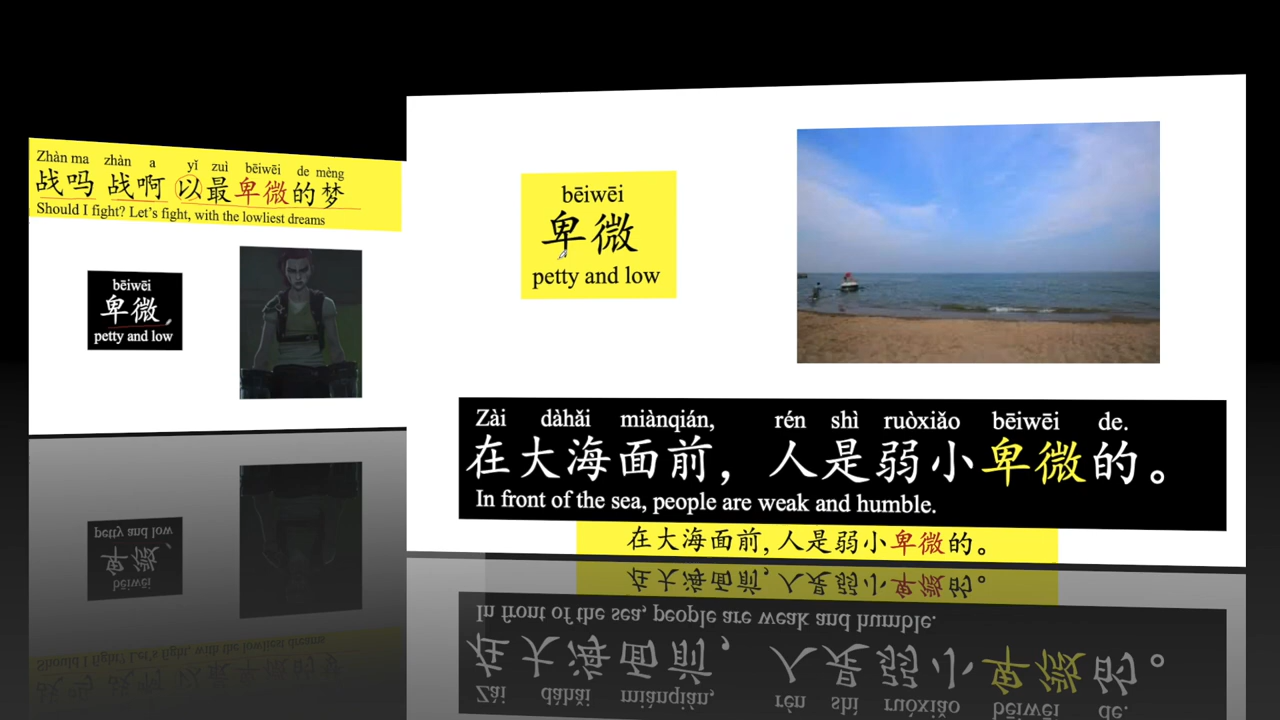 Zhàn ma zhàn a yǐ zuì bēiwēi de mèng
战吗 战啊 以最卑微的梦
Should I fight? Let's fight, with the lowliest dreams
bēiwēi
卑微
petty and low
bēiwēi
卑微
petty and low
Zài dàhǎi miànqián, rén shì ruòxiǎo bēiwēi de.
在大海面前，人是弱小卑微的。
In front of the sea, people are weak and humble.
在大海面前, 人是弱小卑微的。